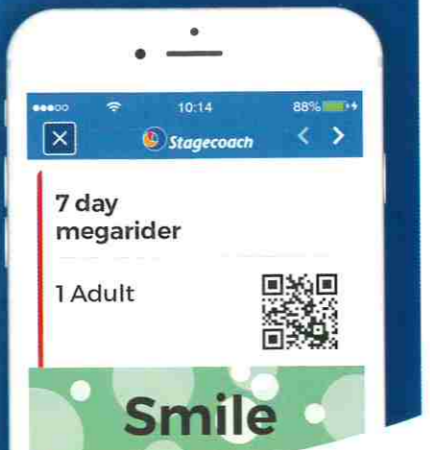 10:14
88%
Stagecoach
7 day
megarider
1 Adult
Smile